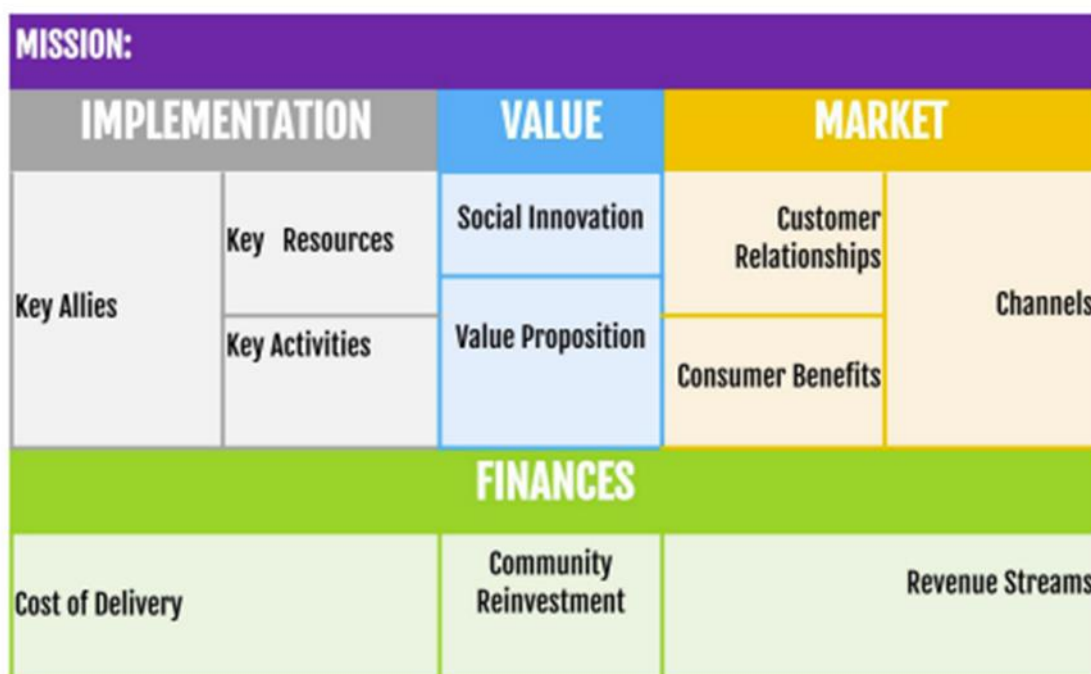 MISSION:
IMPLEMENTATION
VALUE
MARKET
Key Allies
Key Resources
Key Activities
Social Innovation
Value Proposition
Customer
Relationships
Consumer Benefits
Channels
FINANCES
Cost of Delivery
Community
Reinvestment
Revenue Streams